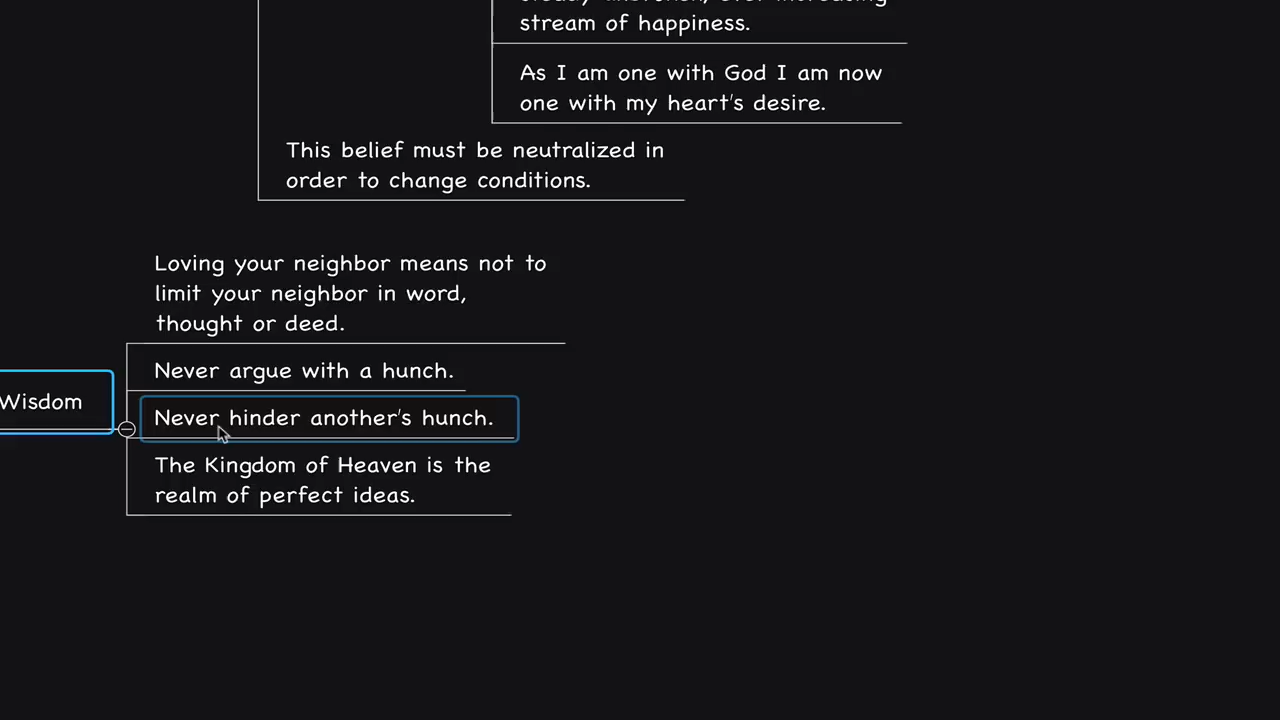 stream of happiness.
As I am one with God I am now
one with my heart's desire.
This belief must be neutralized in
order to change conditions.
Loving your neighbor means not to
limit your neighbor in word,
thought or deed.
Never argue with a hunch.
Wisdom
Never hinder another's hunch.
The Kingdom of Heaven is the
realm of perfect ideas.